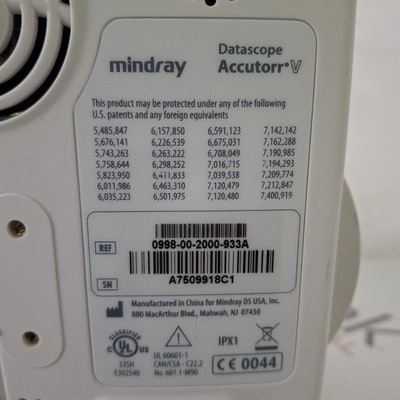 mindray
Datascope
Accutorr•V
This product may be protected under any of the following
U.S. patents and any foreign equivalents
5,485,847 6,157,850 6,591,123 7,142,142
5,676,141 6,226,539 6,675,031 7,162,288
5,743,263 6,263,222 6,708,049 7,190,985
5,758,644 6,298,252 7,016,715 7,194,293
5,823,950 6,411,833 7,039,538 7,209,774
6,011,986 6,463,310 7,120,479 7,212,847
6,035,223 6,501,975 7,120,480 7,400,919
REF 0998-00-2000-933A
SN A7509918C1
Manufactured in China for Mindray DS USA, Inc.
800 MacArthur Blvd., Mahwah, NJ 07430
CLASSIFIED
C UL US
335H
E302540
UL 60601-1
CAM/CSA - C22.2
No. 601.1-M90
IPX1
CE 0044